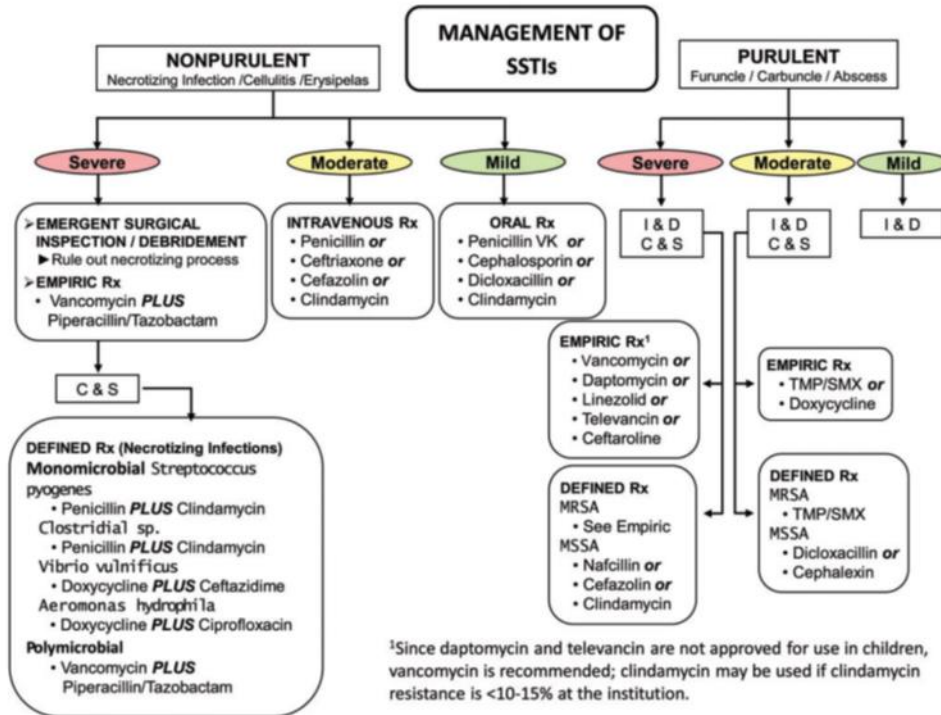 MANAGEMENT OF
SSTIs
NONPURULENT
Necrotizing Infection /Cellulitis /Erysipelas
PURULENT
Furuncle / Carbuncle / Abscess
Severe
Moderate
Mild
Severe
Moderate
Mild
➢EMERGENT SURGICAL
INSPECTION / DEBRIDEMENT
►Rule out necrotizing process
➢EMPIRIC Rx
• Vancomycin PLUS
Piperacillin/Tazobactam
INTRAVENOUS Rx
• Penicillin or
• Ceftriaxone or
• Cefazolin or
• Clindamycin
ORAL Rx
• Penicillin VK or
• Cephalosporin or
• Dicloxacillin or
• Clindamycin
I & D
C & S
I & D
C & S
I & D
C & S
EMPIRIC Rx¹
• Vancomycin or
• Daptomycin or
• Linezolid or
• Televancin or
• Ceftaroline
EMPIRIC Rx
• TMP/SMX or
• Doxycycline
DEFINED Rx (Necrotizing Infections)
Monomicrobial Streptococcus
pyogenes
• Penicillin PLUS Clindamycin
Clostridial sp.
• Penicillin PLUS Clindamycin
Vibrio vulnificus
• Doxycycline PLUS Ceftazidime
Aeromonas hydrophila
• Doxycycline PLUS Ciprofloxacin
Polymicrobial
• Vancomycin PLUS
Piperacillin/Tazobactam
DEFINED Rx
MRSA
• See Empiric
MSSA
• Nafcillin or
• Cefazolin or
• Clindamycin
DEFINED Rx
MRSA
• TMP/SMX
MSSA
• Dicloxacillin or
• Cephalexin
¹Since daptomycin and televancin are not approved for use in children,
vancomycin is recommended; clindamycin may be used if clindamycin
resistance is <10-15% at the institution.